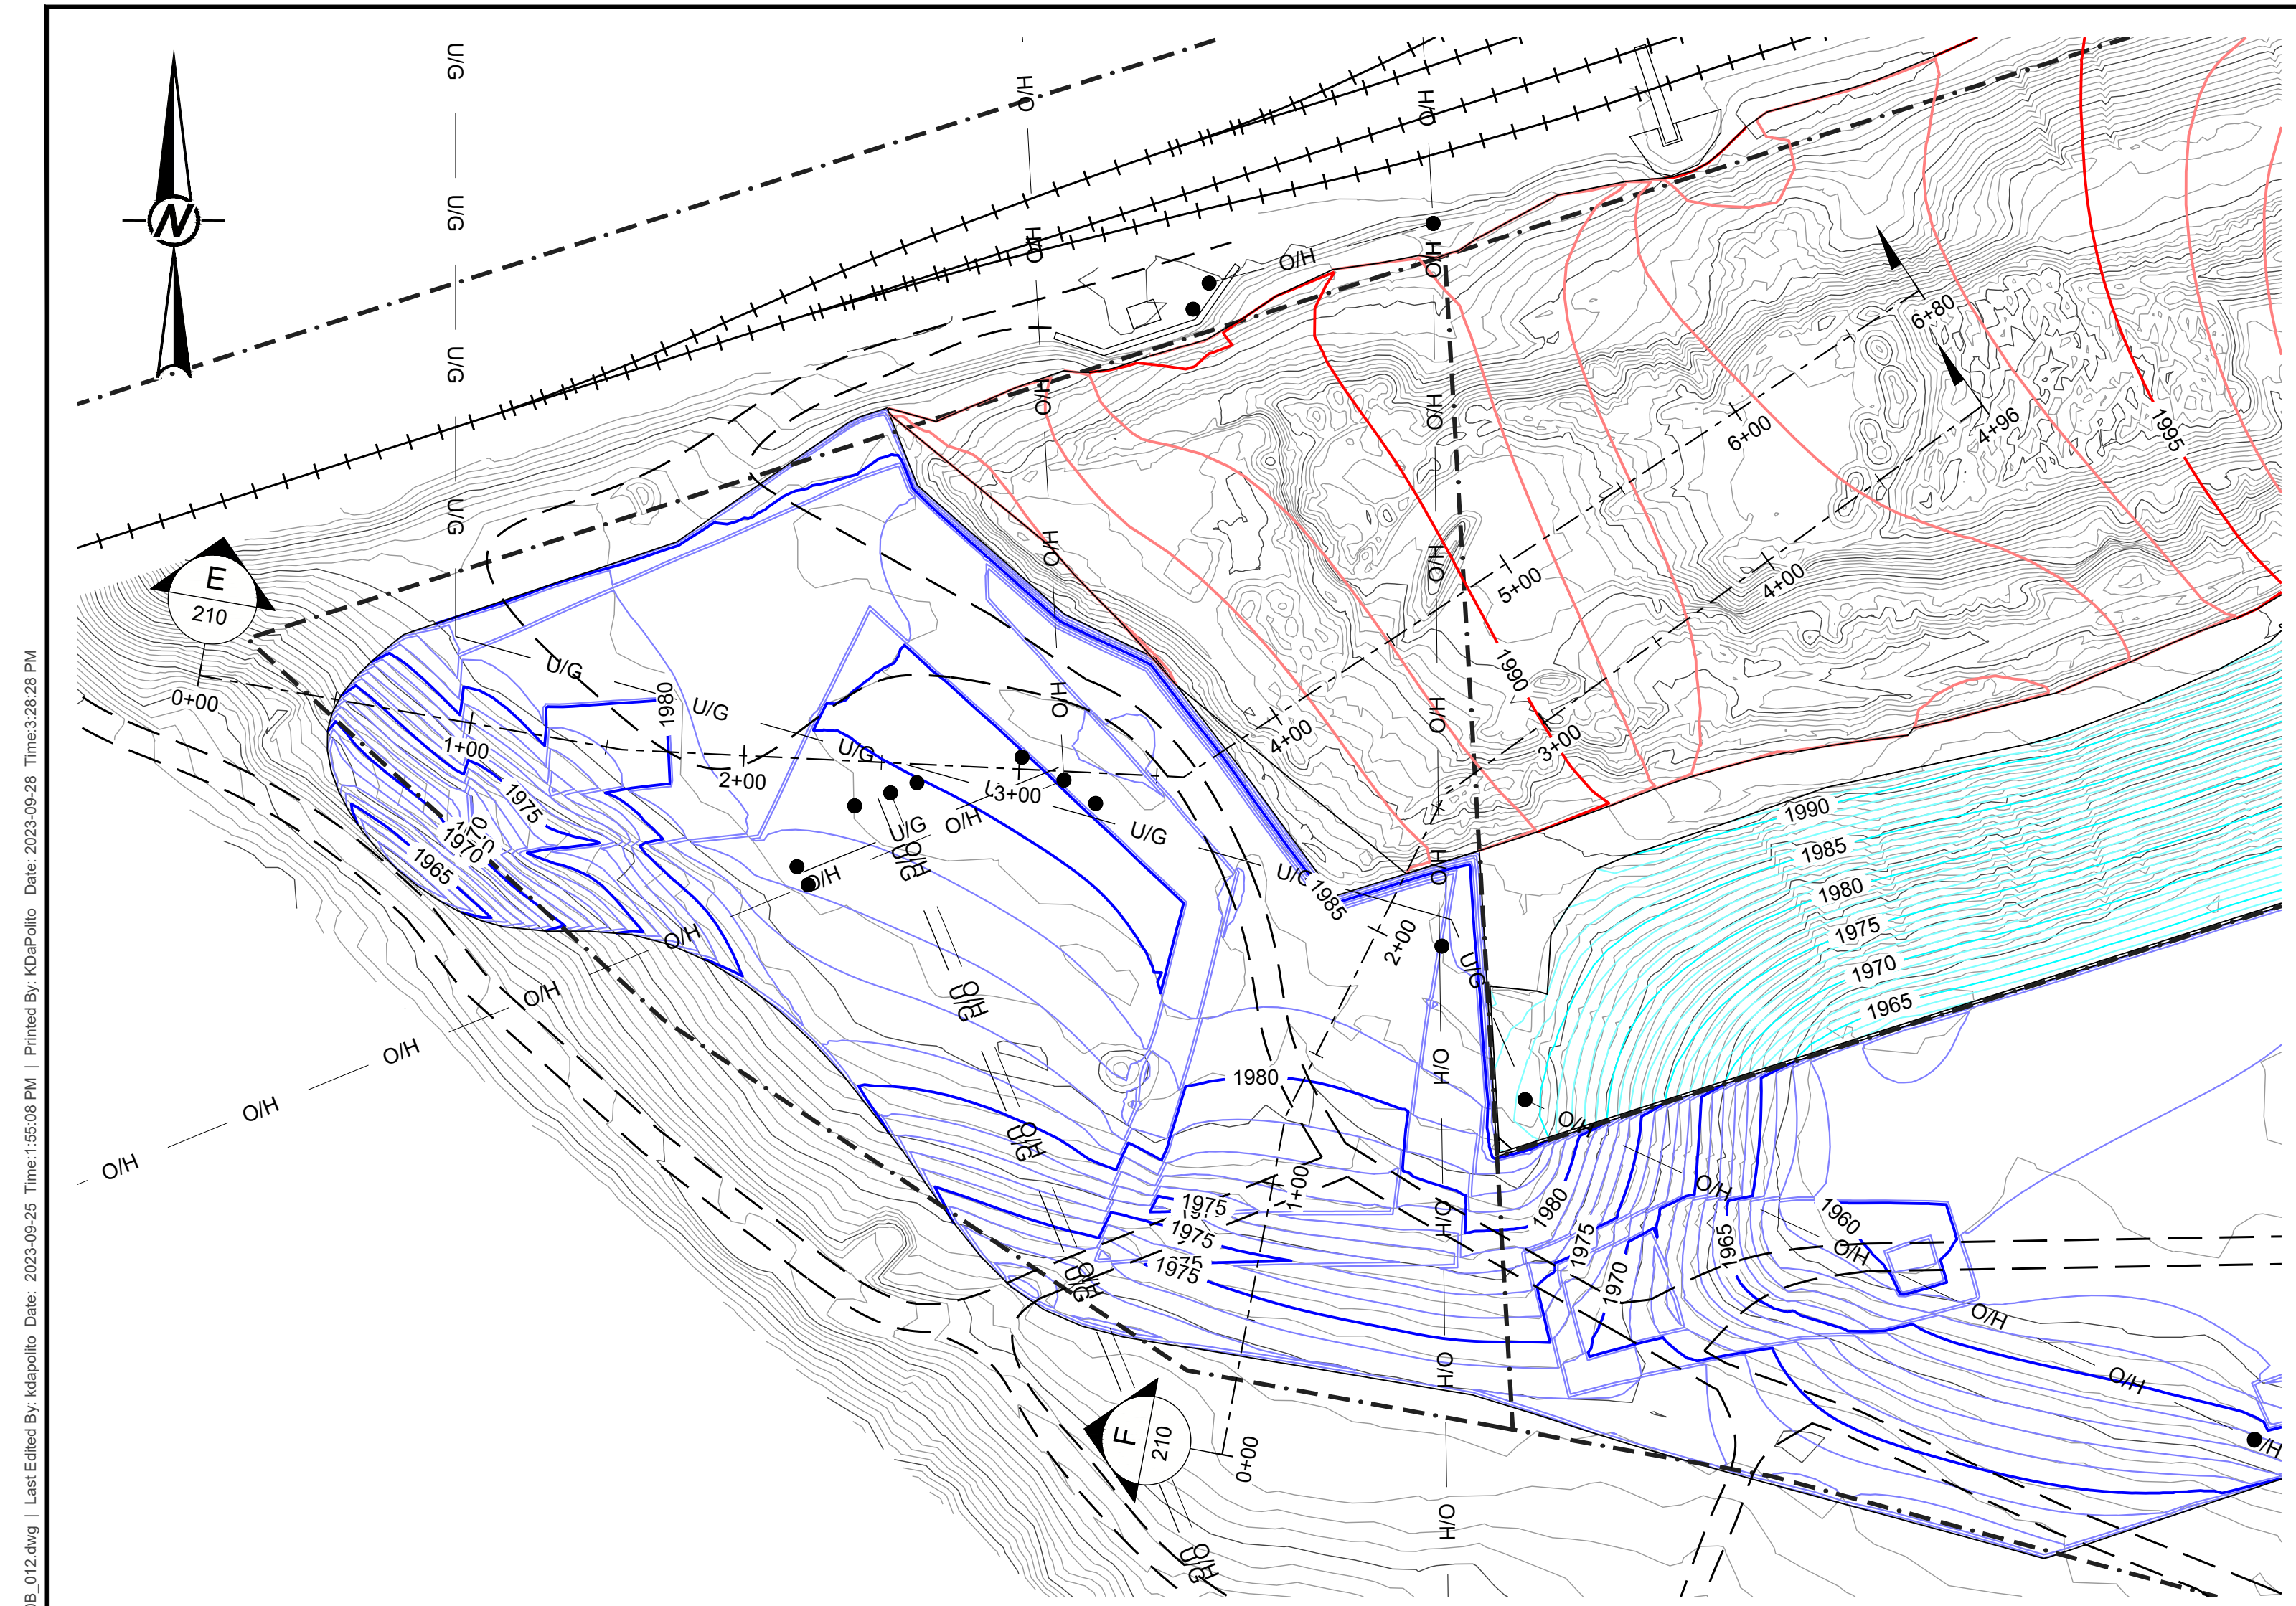 U/G
O/H
O/H
N
U/G
O/H
O/H
O/H
O/H
6+80
U/G
O/H
O/H
4+96
1995
6+00
U/G
O/H
O/H
5+00
4+00
E
210
U/G
1990
0+00
1980
U/G
O/H
O/H
4+00
3+00
1+00
U/G
2+00
3+00
1975
U/G
O/H
U/G
1990
1970
1965
O/H
U/G
O/H
O/H
1985
1985
1980
2+00
O/H
U/G
1975
1970
1965
O/H
O/H
U/G
O/H
O/H
1980
O/H
O/H
O/H
U/G
O/H
1+00
O/H
1975
1975
1975
O/H
1980
1975
1970
1965
1960
O/H
O/H
U/G
O/H
O/H
O/H
F
210
0+00
O/H
O/H
U/G
0B_012.dwg | Last Edited By: kdapolito Date: 2023-09-25 Time:1:55:08 PM | Printed By: KDaPolito Date: 2023-09-28 Time:3:28:28 PM